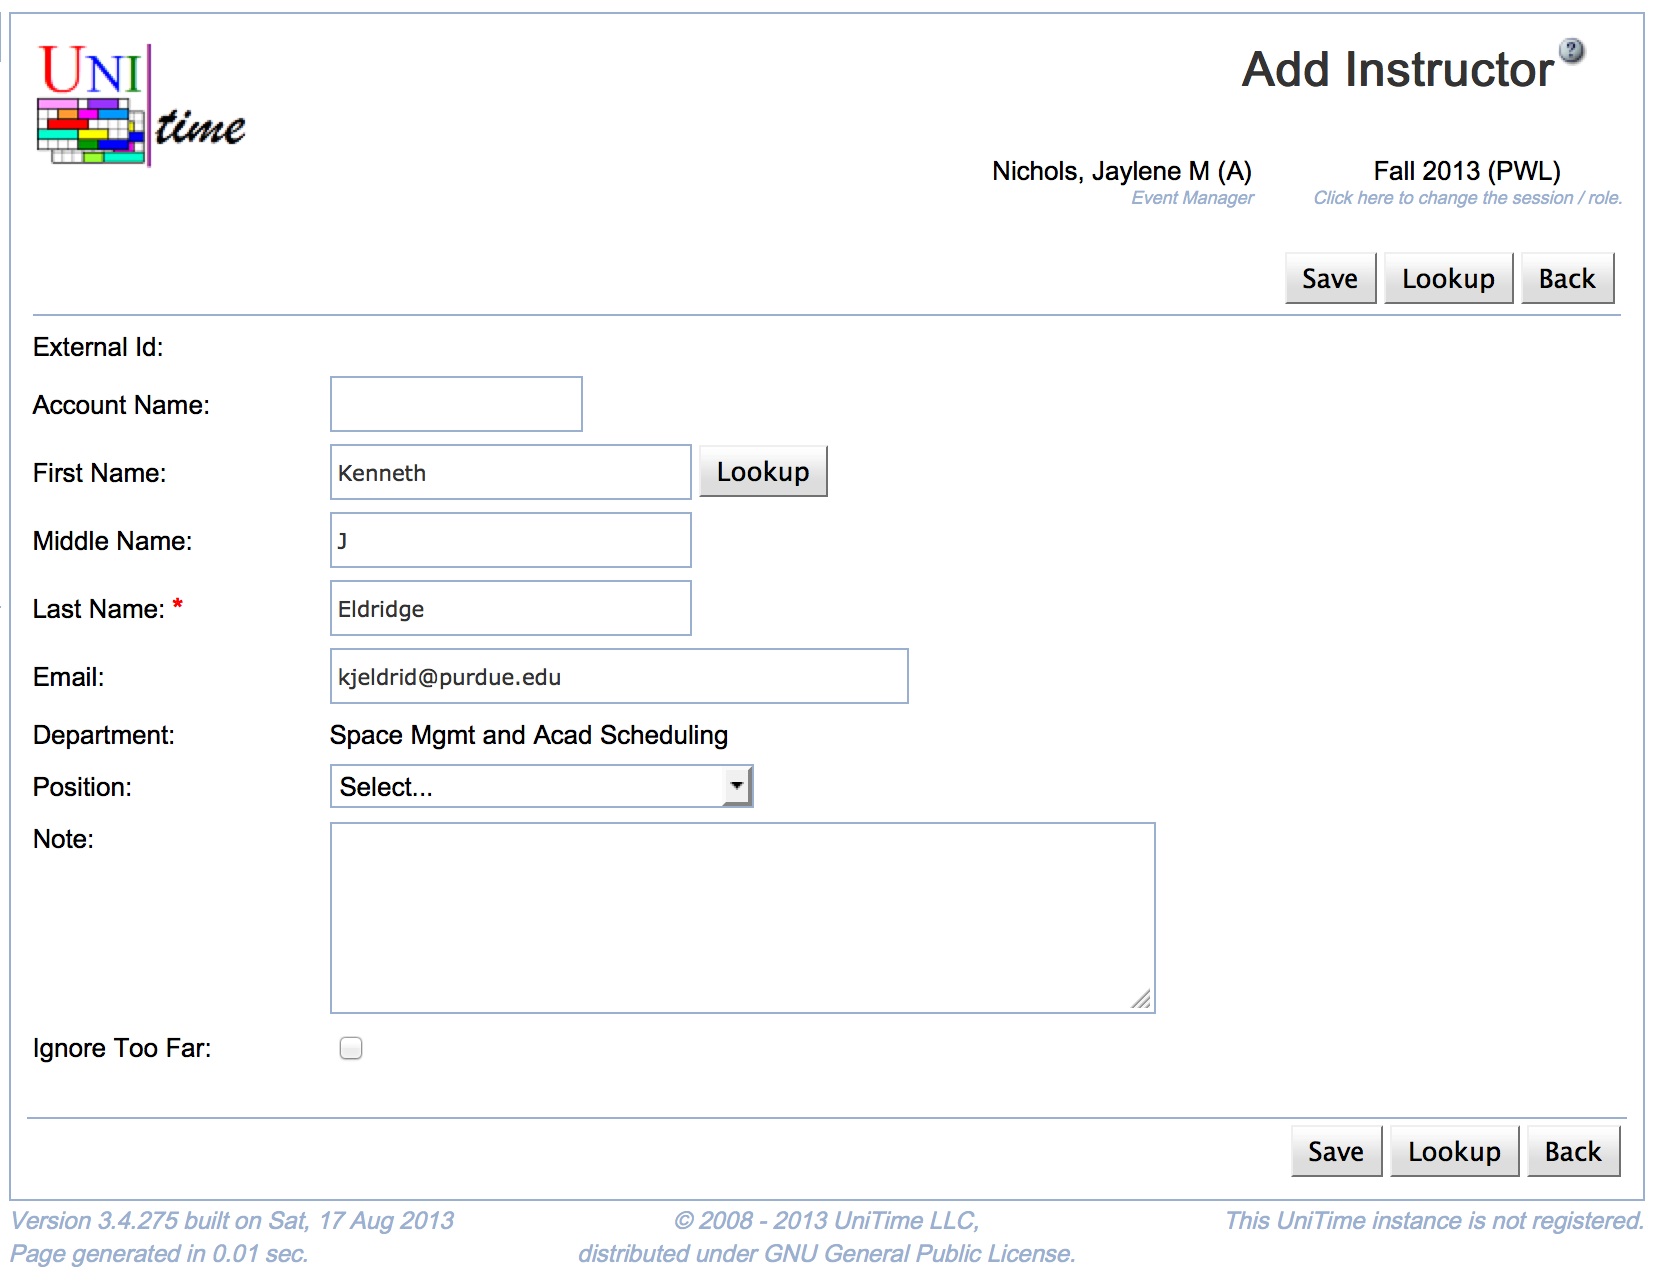 UNI
time
Add Instructor ?
Nichols, Jaylene M (A) Fall 2013 (PWL)
Event Manager Click here to change the session / role.
Save Lookup Back
External Id:
Account Name:
First Name: Kenneth Lookup
Middle Name: J
Last Name: * Eldridge
Email: kjeldrid@purdue.edu
Department: Space Mgmt and Acad Scheduling
Position: Select...
Note:
Ignore Too Far:
Save Lookup Back
Version 3.4.275 built on Sat, 17 Aug 2013 © 2008 - 2013 UniTime LLC, This UniTime instance is not registered.
Page generated in 0.01 sec. distributed under GNU General Public License.